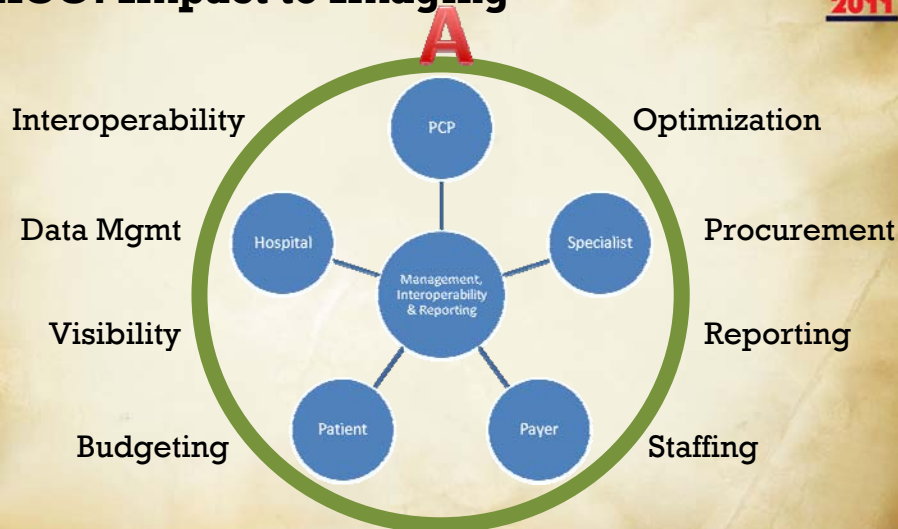 Impact to Imaging
2011
A
Interoperability
PCP
Optimization
Data Mgmt
Hospital
Specialist
Procurement
Management,
Interoperability
& Reporting
Visibility
Reporting
Patient
Payer
Budgeting
Staffing